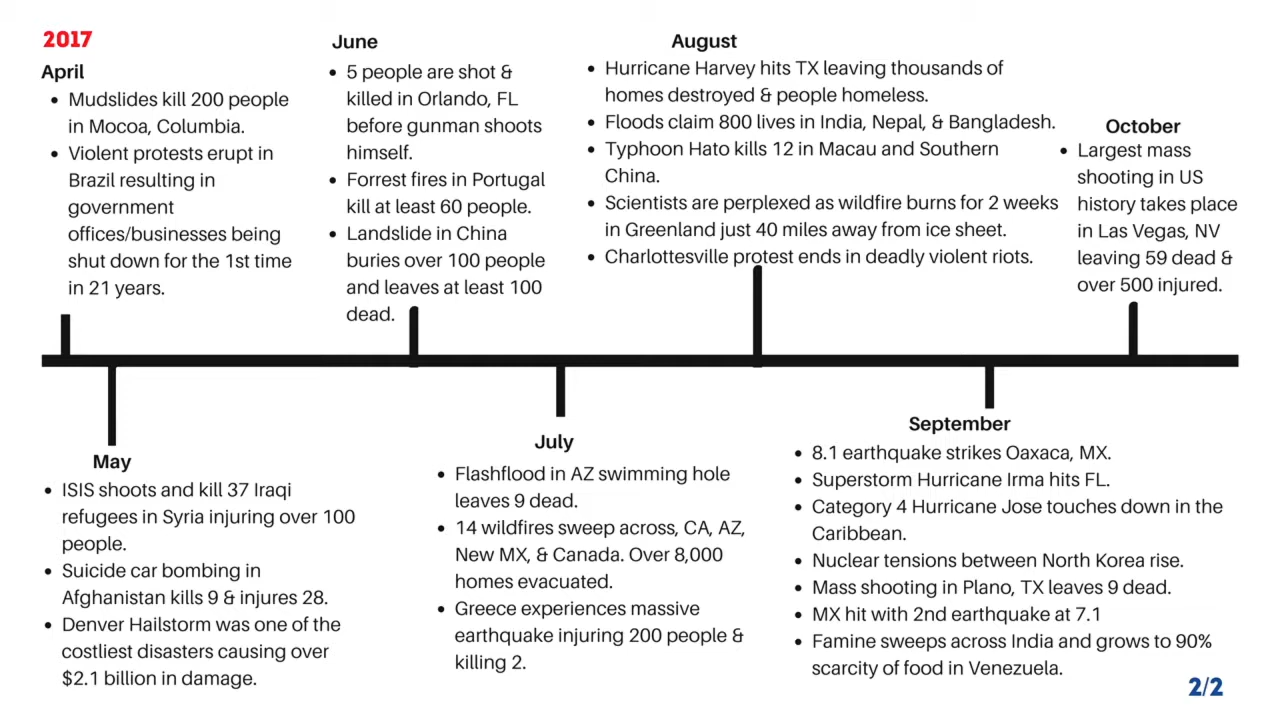 2017
April
• Mudslides kill 200 people
in Mocoa, Columbia.
• Violent protests erupt in
Brazil resulting in
government
offices/businesses being
shut down for the 1st time
in 21 years.
June
• 5 people are shot &
killed in Orlando, FL
before gunman shoots
himself.
• Forrest fires in Portugal
kill at least 60 people.
• Landslide in China
buries over 100 people
and leaves at least 100
dead.
August
• Hurricane Harvey hits TX leaving thousands of
homes destroyed & people homeless.
• Floods claim 800 lives in India, Nepal, & Bangladesh.
• Typhoon Hato kills 12 in Macau and Southern
China.
• Scientists are perplexed as wildfire burns for 2 weeks
in Greenland just 40 miles away from ice sheet.
• Charlottesville protest ends in deadly violent riots.
October
• Largest mass
shooting in US
history takes place
in Las Vegas, NV
leaving 59 dead &
over 500 injured.
May
• ISIS shoots and kill 37 Iraqi
refugees in Syria injuring over 100
people.
• Suicide car bombing in
Afghanistan kills 9 & injures 28.
• Denver Hailstorm was one of the
costliest disasters causing over
$2.1 billion in damage.
July
• Flashflood in AZ swimming hole
leaves 9 dead.
• 14 wildfires sweep across, CA, AZ,
New MX, & Canada. Over 8,000
homes evacuated.
• Greece experiences massive
earthquake injuring 200 people &
killing 2.
September
• 8.1 earthquake strikes Oaxaca, MX.
• Superstorm Hurricane Irma hits FL.
• Category 4 Hurricane Jose touches down in the
Caribbean.
• Nuclear tensions between North Korea rise.
• Mass shooting in Plano, TX leaves 9 dead.
• MX hit with 2nd earthquake at 7.1
• Famine sweeps across India and grows to 90%
scarcity of food in Venezuela.
2/2